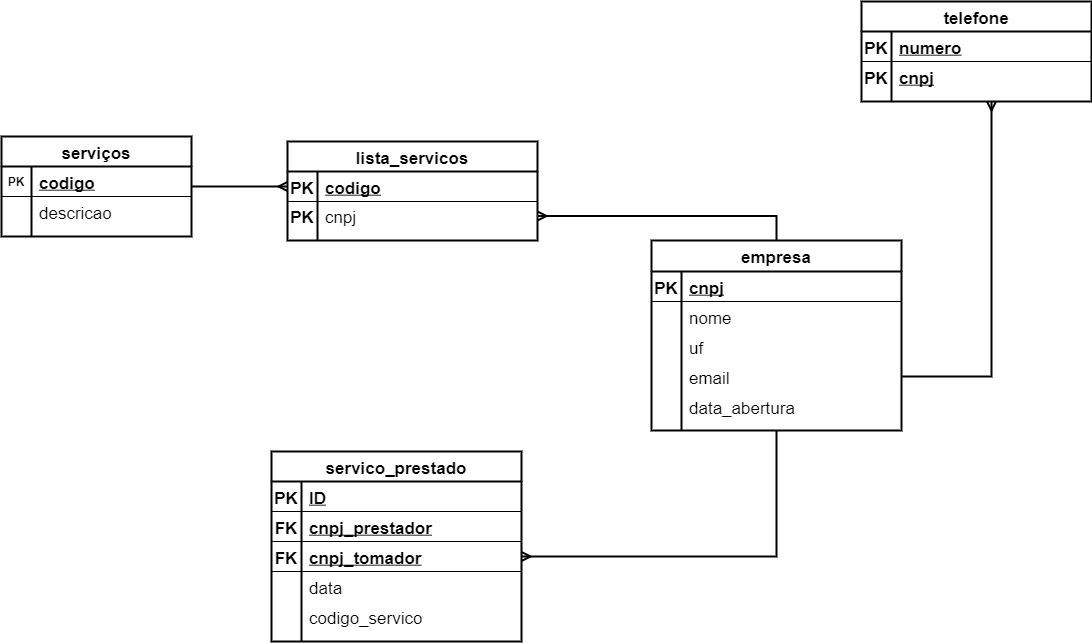 telefone
PK numero
PK cnpj
serviços
PK codigo
descricao
lista_servicos
PK codigo
PK cnpj
empresa
PK cnpj
nome
uf
email
data_abertura
servico_prestado
PK ID
FK cnpj_prestador
FK cnpj_tomador
data
codigo_servico